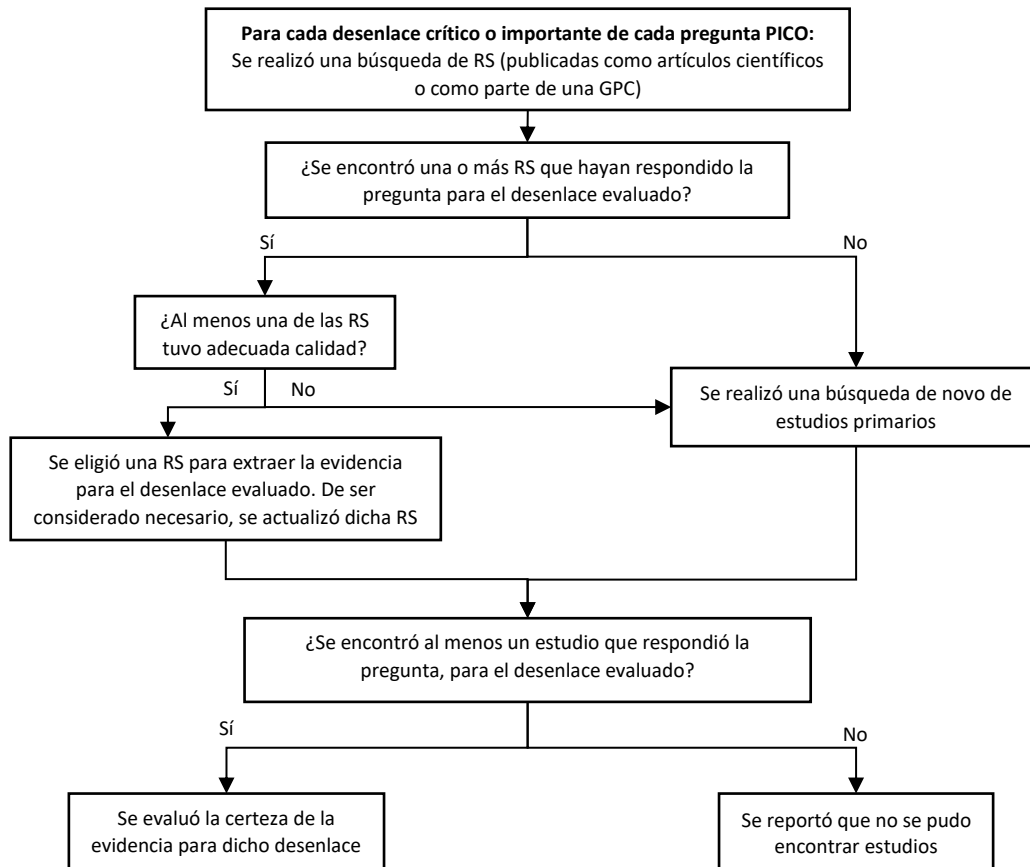 Para cada desenlace crítico o importante de cada pregunta PICO:
Se realizó una búsqueda de RS (publicadas como artículos científicos
o como parte de una GPC)
¿Se encontró una o más RS que hayan respondido la
pregunta para el desenlace evaluado?
Sí
No
¿Al menos una de las RS
tuvo adecuada calidad?
Sí
No
Se realizó una búsqueda de novo de
estudios primarios
Se eligió una RS para extraer la evidencia
para el desenlace evaluado. De ser
considerado necesario, se actualizó dicha RS
¿Se encontró al menos un estudio que respondió la
pregunta, para el desenlace evaluado?
Sí
No
Se evaluó la certeza de la
evidencia para dicho desenlace
Se reportó que no se pudo
encontrar estudios